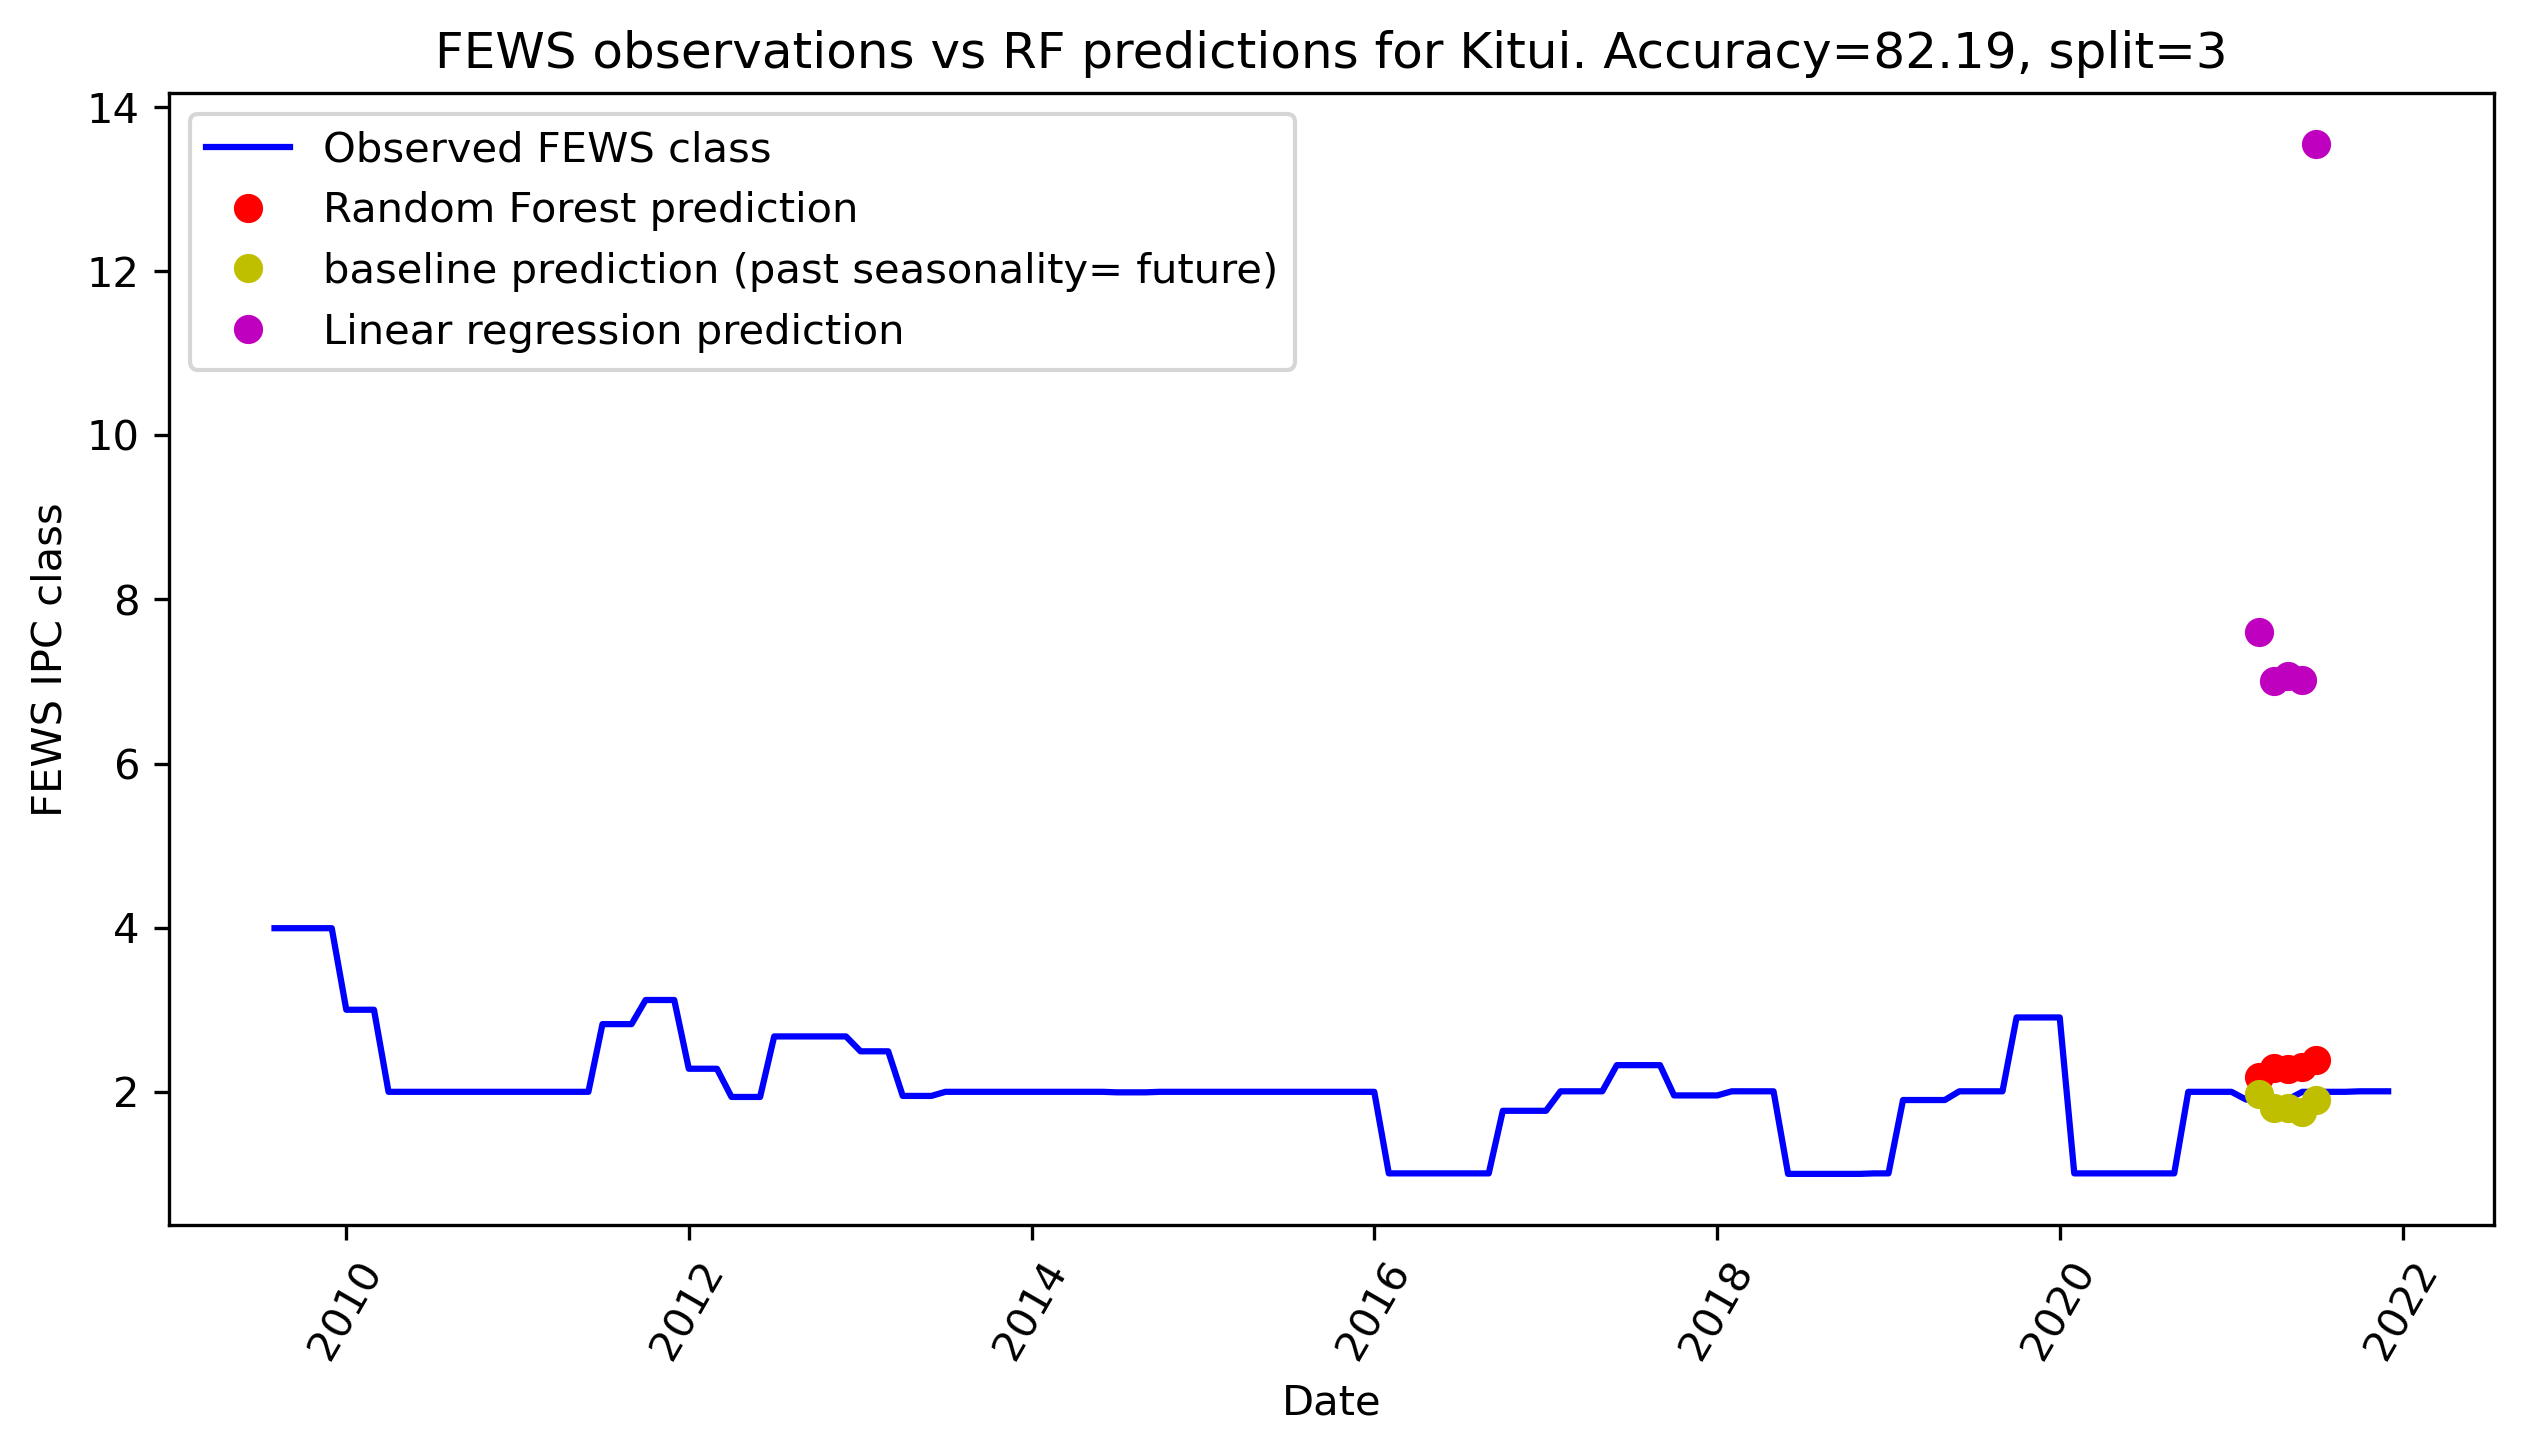 FEWS observations vs RF predictions for Kitui. Accuracy=82.19, split=3
14
12
10
8
6
4
2
FEWS IPC class
Observed FEWS class
Random Forest prediction
baseline prediction (past seasonality= future)
Linear regression prediction
2010
2012
2014
2016
2018
2020
2022
Date